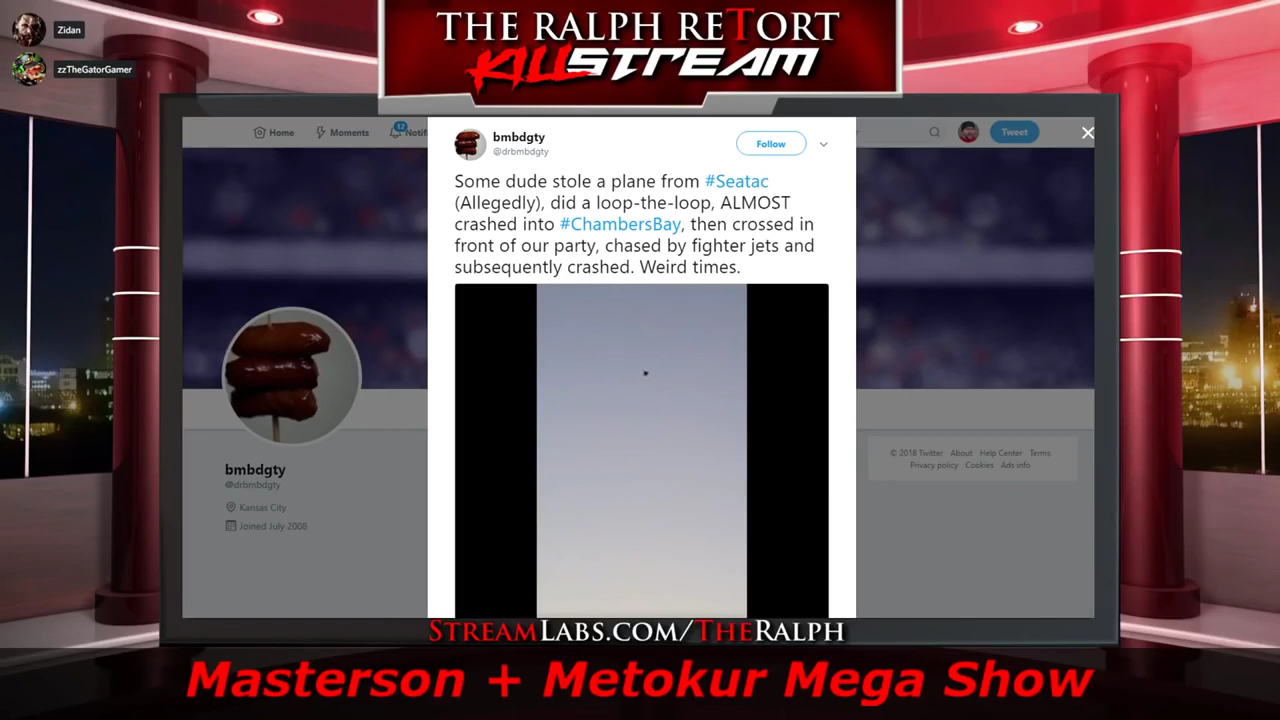 Zidan
zzTheGatorGamer
THE RALPH RETORT
KILLSTREAM
Home
Moments
12
Notifi
Tweet
bmbdgty
@drbmbdgty
Follow
Some dude stole a plane from #Seatac
(Allegedly), did a loop-the-loop, ALMOST
crashed into #ChambersBay, then crossed in
front of our party, chased by fighter jets and
subsequently crashed. Weird times.
bmbdgty
@drbmbdgty
Kansas City
Joined July 2008
© 2018 Twitter About Help Center Terms
Privacy policy Cookies Ads info
STREAMLABS.COM/THERALPH
Masterson + Metokur Mega Show